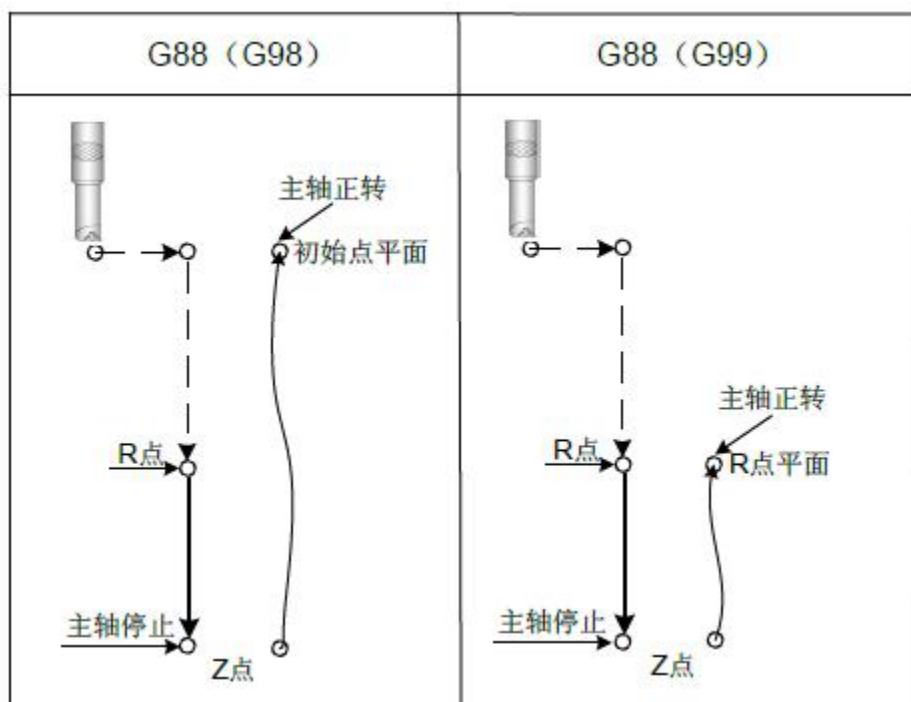 G88（G98）
G88（G99）
主轴正转
初始点平面
R点
主轴停止
Z点
主轴正转
R点
R点平面
主轴停止
Z点